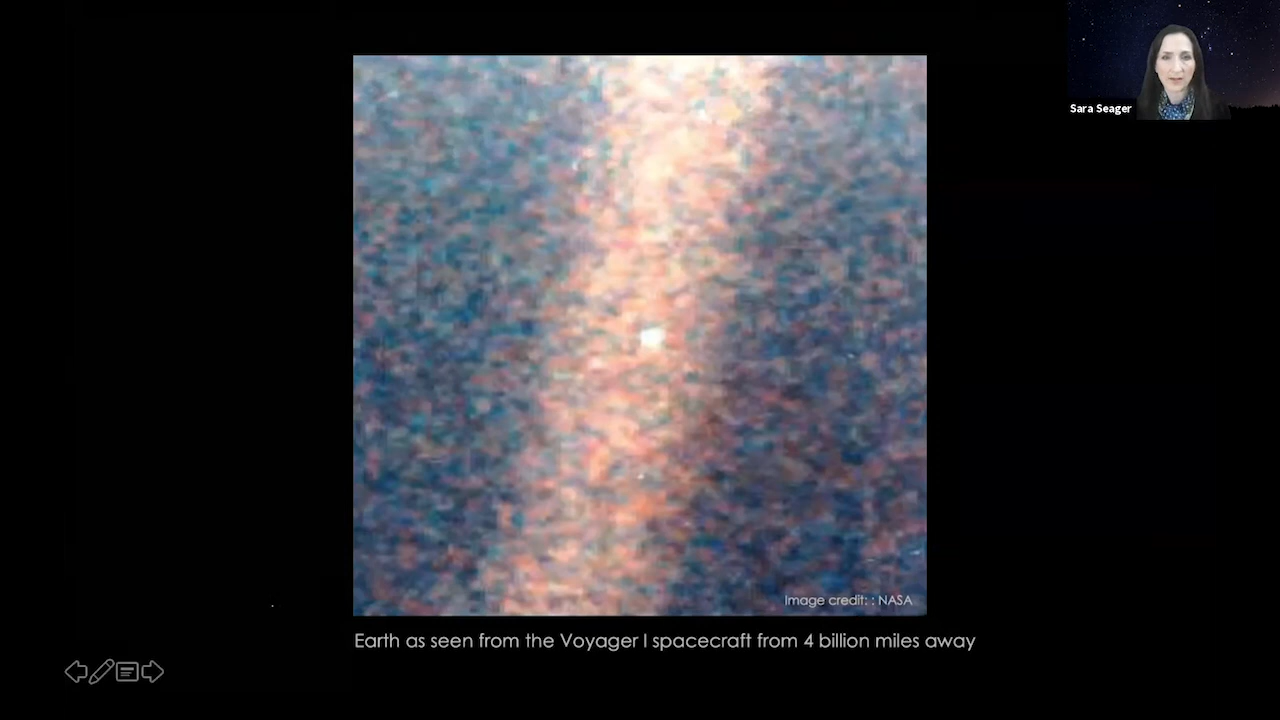 Sara Seager
Image credit: : NASA
Earth as seen from the Voyager I spacecraft from 4 billion miles away